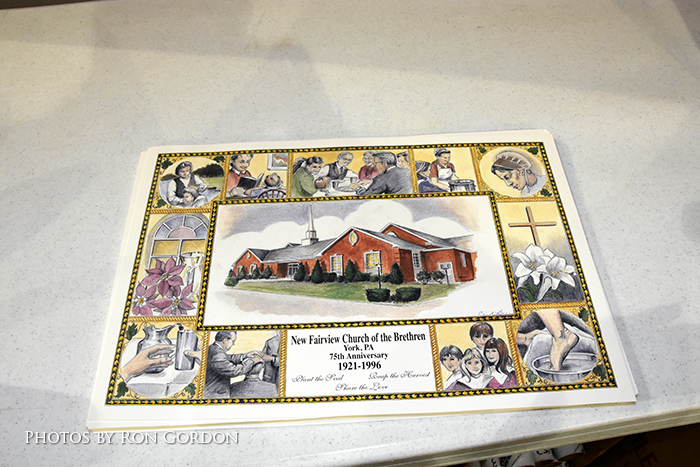 New Fairview Church of the Brethren
York, PA
75th Anniversary
1921-1996
Plant the Seed Reap the Harvest
Share the Love
Photos by Ron Gordon